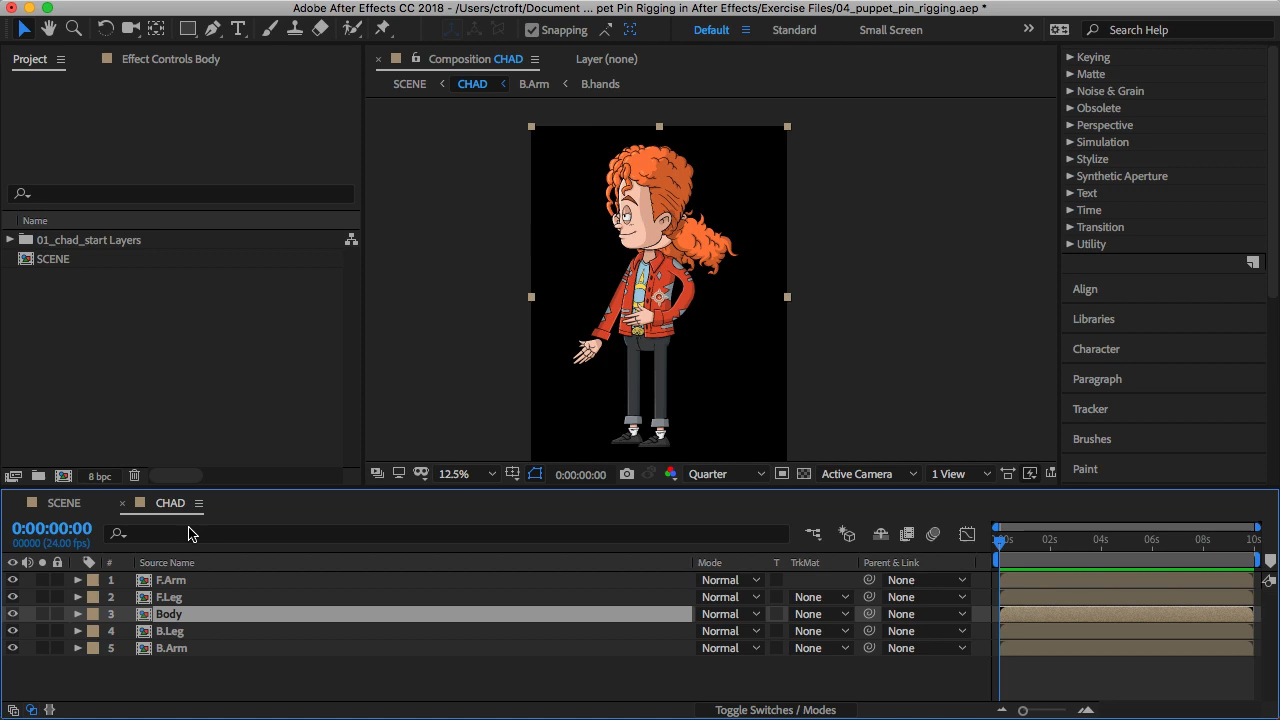 Adobe After Effects CC 2018 - /Users/ctroft/Document ... pet Pin Rigging in After Effects/Exercise Files/04_puppet_pin_rigging.aep *
Snapping
Default
Standard
Small Screen
Search Help
Project
Effect Controls Body
Composition CHAD
Layer (none)
SCENE
CHAD
B.Arm
B.hands
Name
01_chad_start Layers
SCENE
8 bpc
12.5%
0:00:00:00
Quarter
Active Camera
1 View
Keying
Matte
Noise & Grain
Obsolete
Perspective
Simulation
Stylize
Synthetic Aperture
Text
Time
Transition
Utility
Align
Libraries
Character
Paragraph
Tracker
Brushes
Paint
SCENE
CHAD
0:00:00:00
00000 (24.00 fps)
# Source Name Mode T TrkMat Parent & Link
1 F.Arm Normal None
2 F.Leg Normal None None
3 Body Normal None None
4 B.Leg Normal None None
5 B.Arm Normal None None
02s 04s 06s 08s 10s
Toggle Switches / Modes